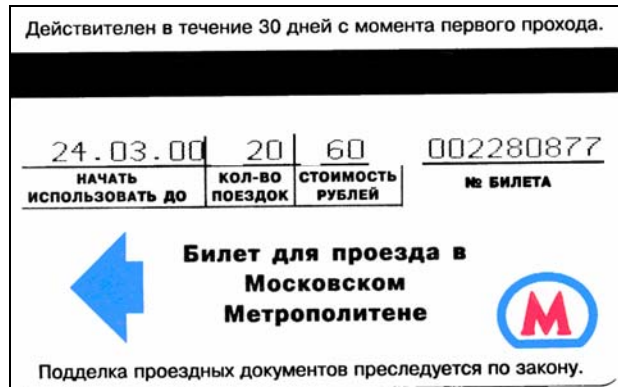 Действителен в течение 30 дней с момента первого прохода.
24.03.00 20 60 002280877
НАЧАТЬ ИСПОЛЬЗОВАТЬ ДО
КОЛ-ВО ПОЕЗДОК
СТОИМОСТЬ РУБЛЕЙ
№ БИЛЕТА
Билет для проезда в
Московском
Метрополитене
М
Подделка проездных документов преследуется по закону.